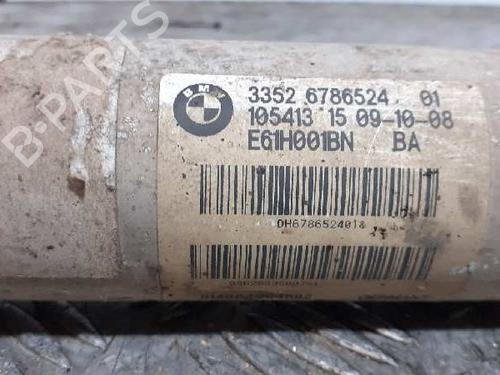 B-PARTS
BMW
3352 6786524 01
105413 15 09-10-08
E61H001BN BA
DH678652401&